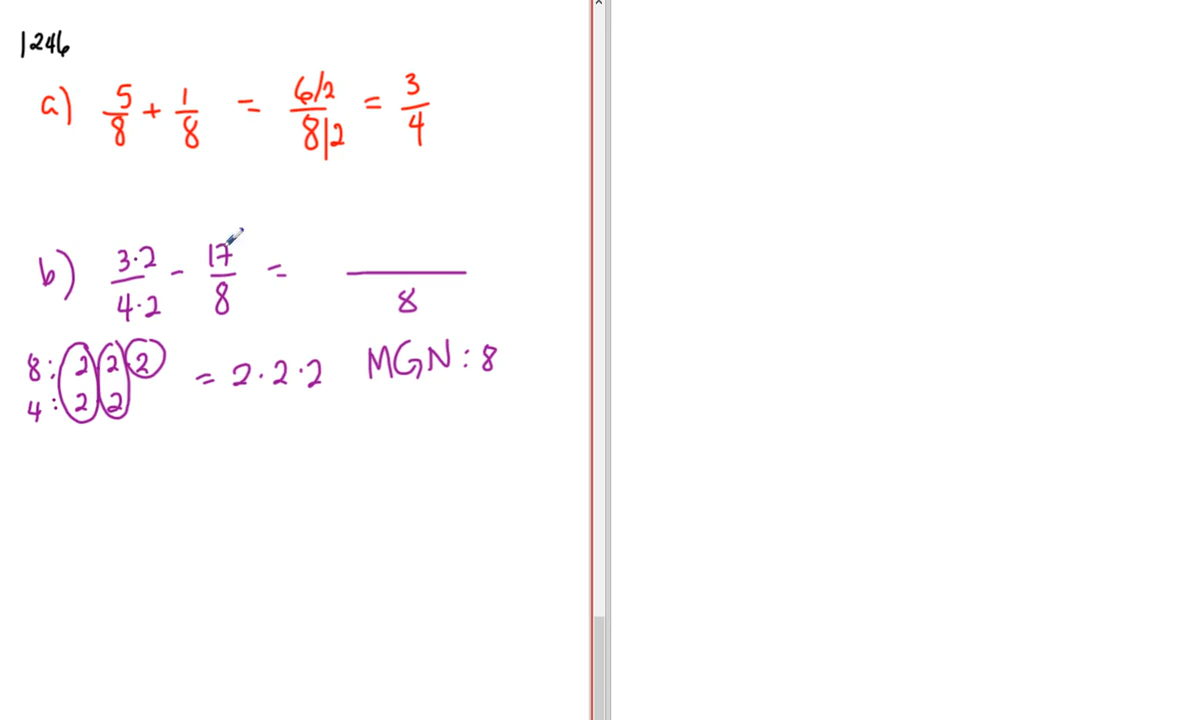 1246
a) 5/8 + 1/8 = 6/2 / 8/2 = 3/4
b) 3·2 / 4·2 - 17/8 = / 8
8: 2 2 2 = 2·2·2 MGN: 8
4: 2 2